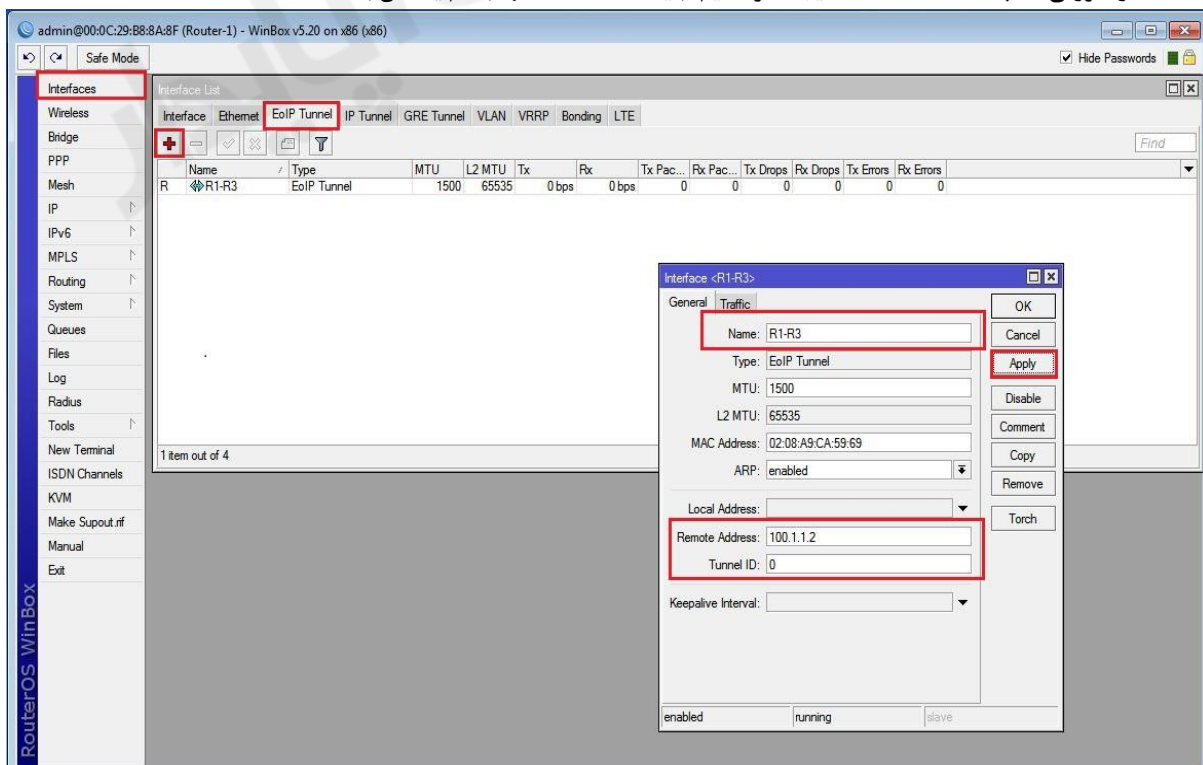 admin@00:0C:29:B8:8A:8F (Router-1) - WinBox v5.20 on x86 (x86)
Safe Mode
Hide Passwords
Interfaces
Wireless
Bridge
PPP
Mesh
IP
IPv6
MPLS
Routing
System
Queues
Files
Log
Radius
Tools
New Terminal
ISDN Channels
KVM
Make Supout.rif
Manual
Exit
RouterOS WinBox
Interface List
Interface Ethernet EoIP Tunnel IP Tunnel GRE Tunnel VLAN VRRP Bonding LTE
Find
Name / Type MTU L2 MTU Tx Rx Tx Pac... Rx Pac... Tx Drops Rx Drops Tx Errors Rx Errors
R R1-R3 EoIP Tunnel 1500 65535 0 bps 0 bps 0 0 0 0 0 0
1 item out of 4
Interface <R1-R3>
General Traffic
Name: R1-R3
Type: EoIP Tunnel
MTU: 1500
L2 MTU: 65535
MAC Address: 02:08:A9:CA:59:69
ARP: enabled
Local Address:
Remote Address: 100.1.1.2
Tunnel ID: 0
Keepalive Interval:
OK
Cancel
Apply
Disable
Comment
Copy
Remove
Torch
enabled running slave